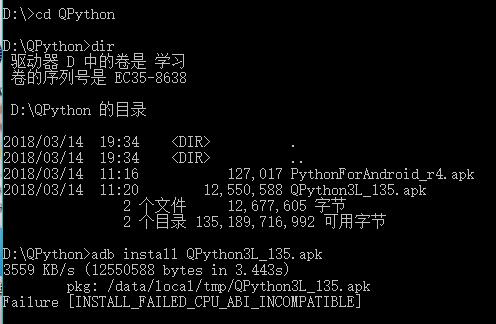 D:\>cd QPython
D:\QPython>dir
驱动器 D 中的卷是 学习
卷的序列号是 EC35-8638
D:\QPython 的目录
2018/03/14  19:34    <DIR>          .
2018/03/14  19:34    <DIR>          ..
2018/03/14  11:16           127,017 PythonForAndroid_r4.apk
2018/03/14  11:20        12,550,588 QPython3L_135.apk
2 个文件     12,677,605 字节
2 个目录 135,189,716,992 可用字节
D:\QPython>adb install QPython3L_135.apk
3559 KB/s (12550588 bytes in 3.443s)
pkg: /data/local/tmp/QPython3L_135.apk
Failure [INSTALL_FAILED_CPU_ABI_INCOMPATIBLE]